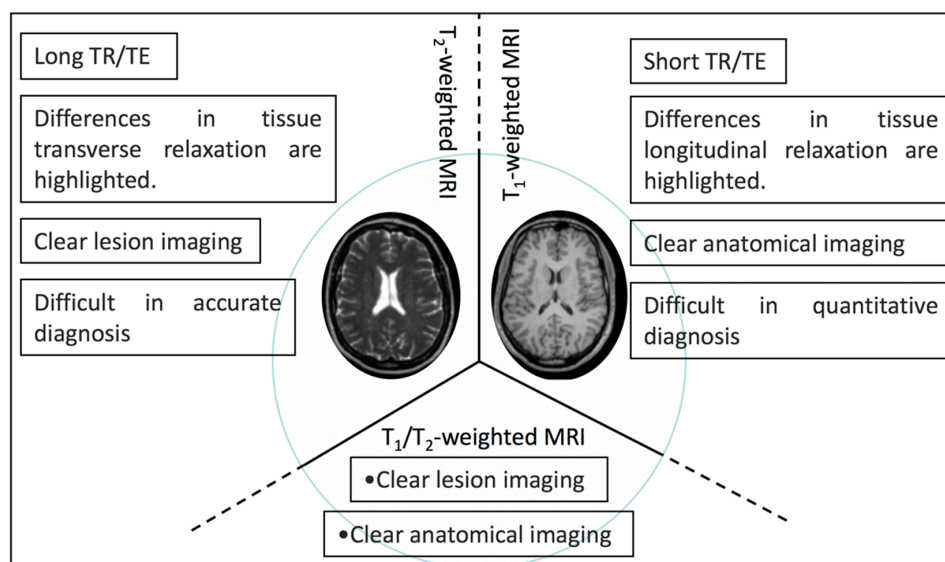 Long TR/TE
Differences in tissue
transverse relaxation are
highlighted.
Clear lesion imaging
Difficult in accurate
diagnosis
T₂-weighted MRI
T₁-weighted MRI
Short TR/TE
Differences in tissue
longitudinal relaxation are
highlighted.
Clear anatomical imaging
Difficult in quantitative
diagnosis
T₁/T₂-weighted MRI
•Clear lesion imaging
•Clear anatomical imaging